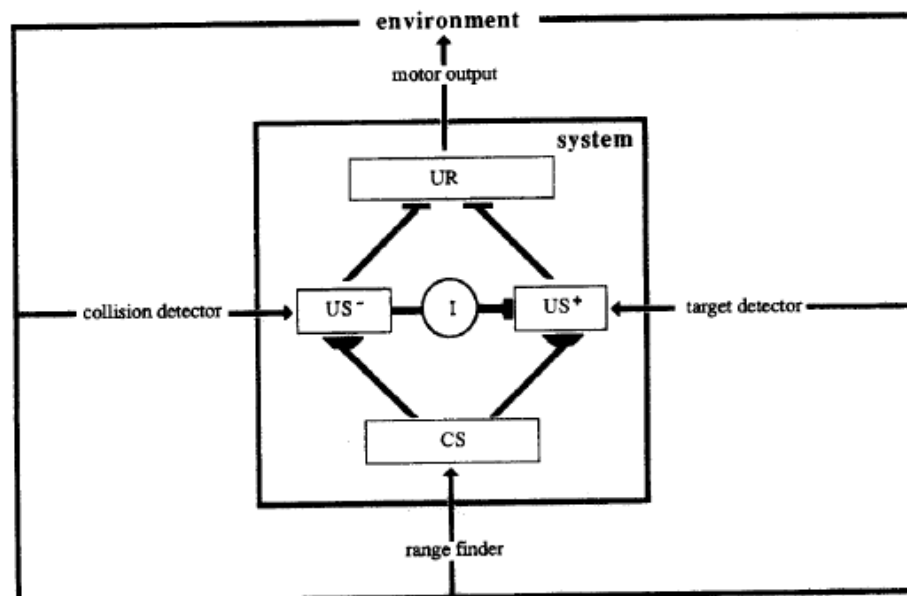 environment
motor output
system
UR
collision detector
US⁻
I
US⁺
target detector
CS
range finder